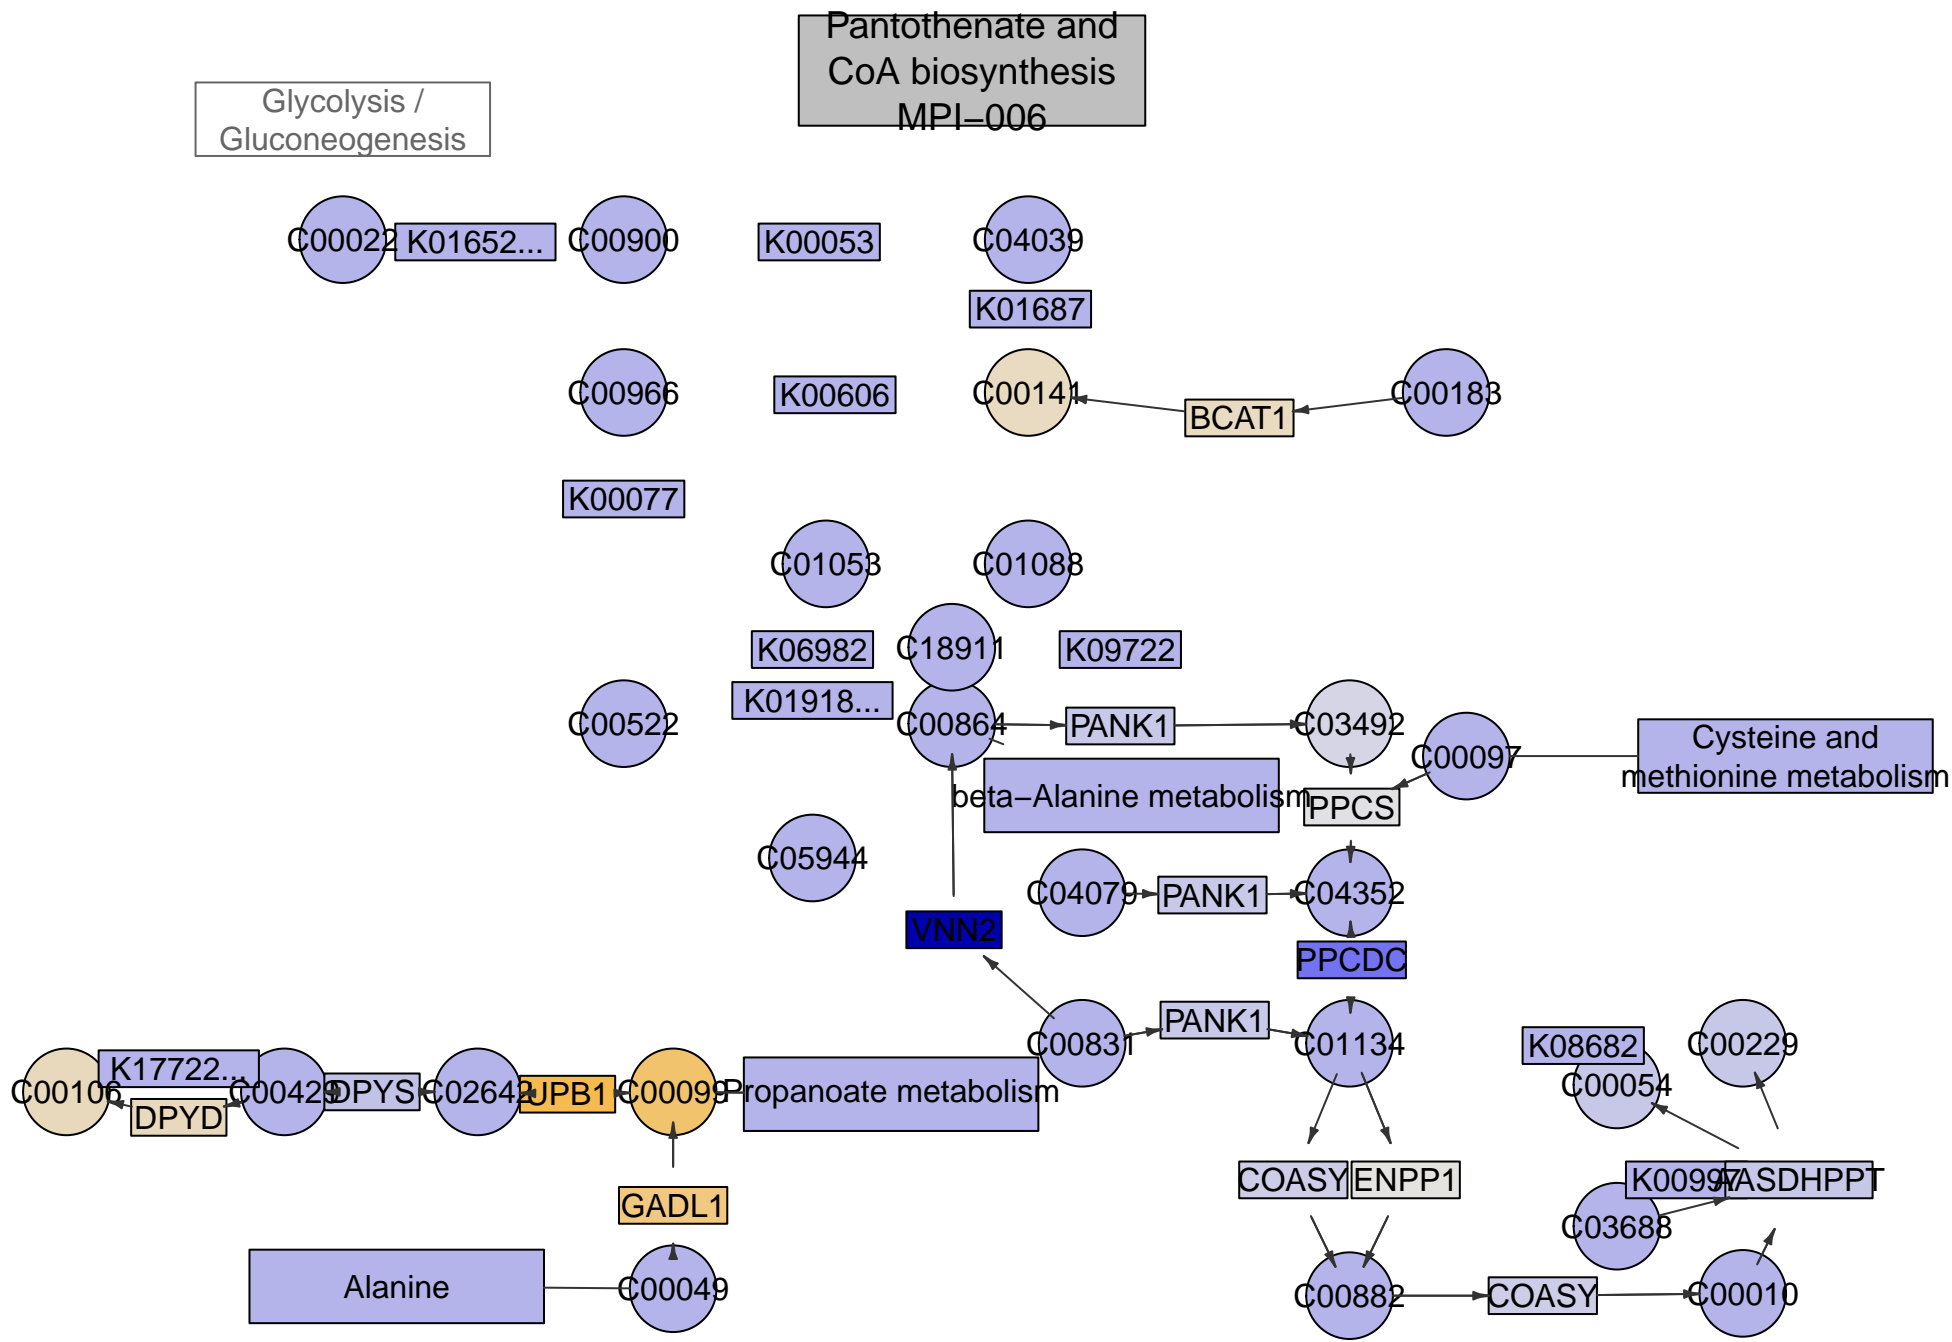 Pantothenate and
CoA biosynthesis
MPI−006
Glycolysis /
Gluconeogenesis
C00022
K01652...
C00900
K00053
C04039
K01687
C00966
K00606
C00141
BCAT1
C00183
K00077
C01053
C01088
K06982
C18911
K09722
K01918...
C00522
C00864
PANK1
C03492
C00097
Cysteine and
methionine metabolism
beta−Alanine metabolism
PPCS
C05944
C04079
PANK1
C04352
VNN2
PPCDC
C00831
PANK1
C01134
K08682
C00229
C00054
C00106
K17722...
DPYD
C00429
DPYS
C02642
UPB1
C00099
Propanoate metabolism
COASY
ENPP1
K00997
AASDHPPT
GADL1
C03688
Alanine
C00049
C00882
COASY
C00010